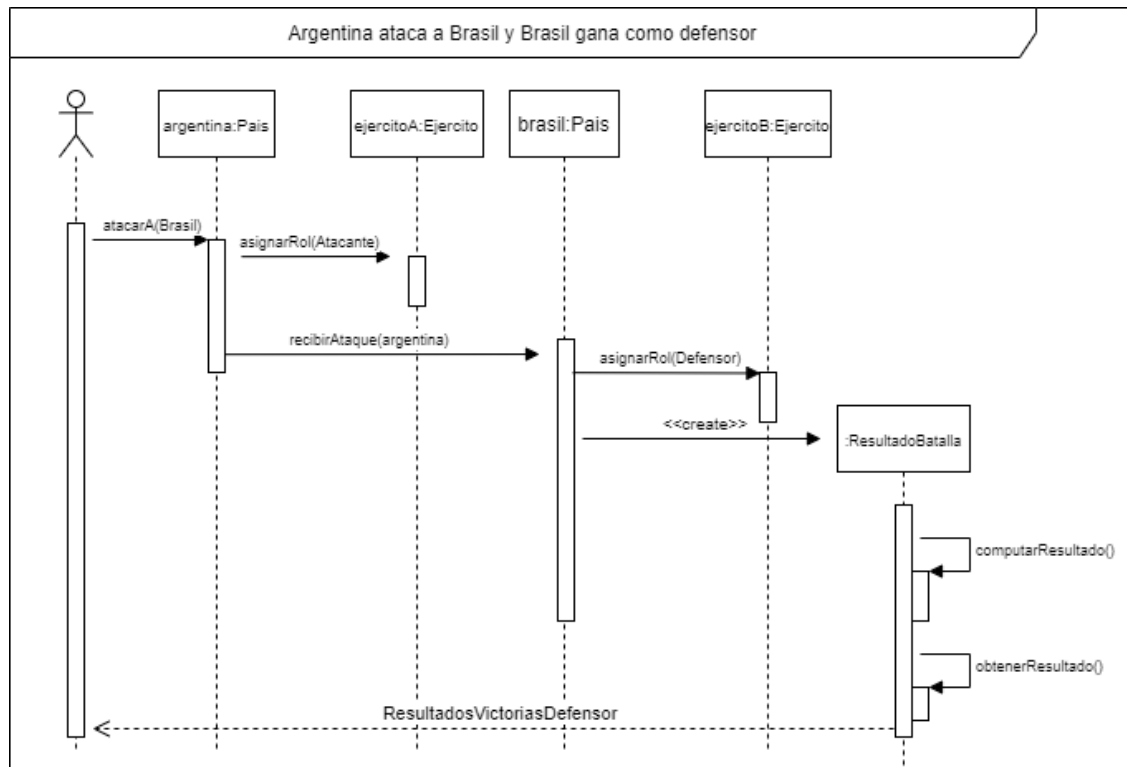 Argentina ataca a Brasil y Brasil gana como defensor
argentina:Pais
ejercitoA:Ejercito
brasil:Pais
ejercitoB:Ejercito
atacarA(Brasil)
asignarRol(Atacante)
recibirAtaque(argentina)
asignarRol(Defensor)
<<create>>
:ResultadoBatalla
computarResultado()
obtenerResultado()
ResultadosVictoriasDefensor